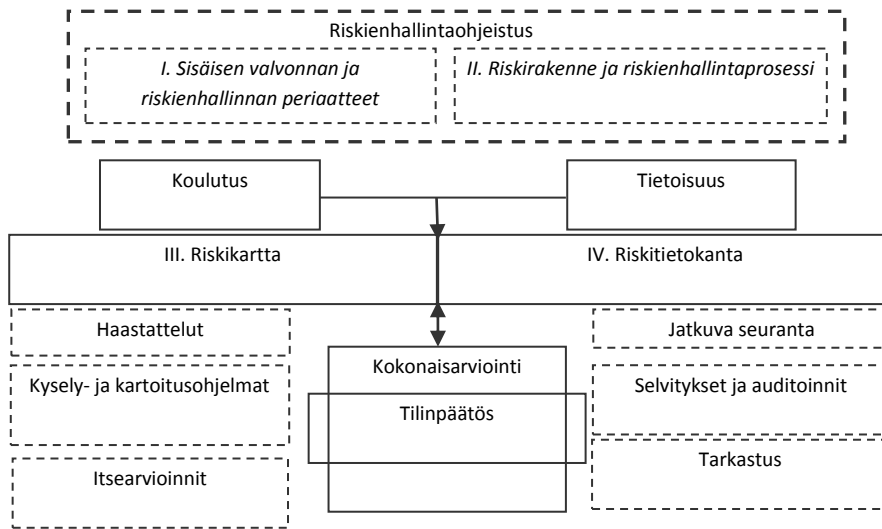 Riskienhallintaohjeistus
I. Sisäisen valvonnan ja
riskienhallinnan periaatteet
II. Riskirakenne ja riskienhallintaprosessi
Koulutus
Tietoisuus
III. Riskikartta
IV. Riskitietokanta
Haastattelut
Jatkuva seuranta
Kokonaisarviointi
Kysely- ja kartoitusohjelmat
Selvitykset ja auditoinnit
Tilinpäätös
Tarkastus
Itsearvioinnit